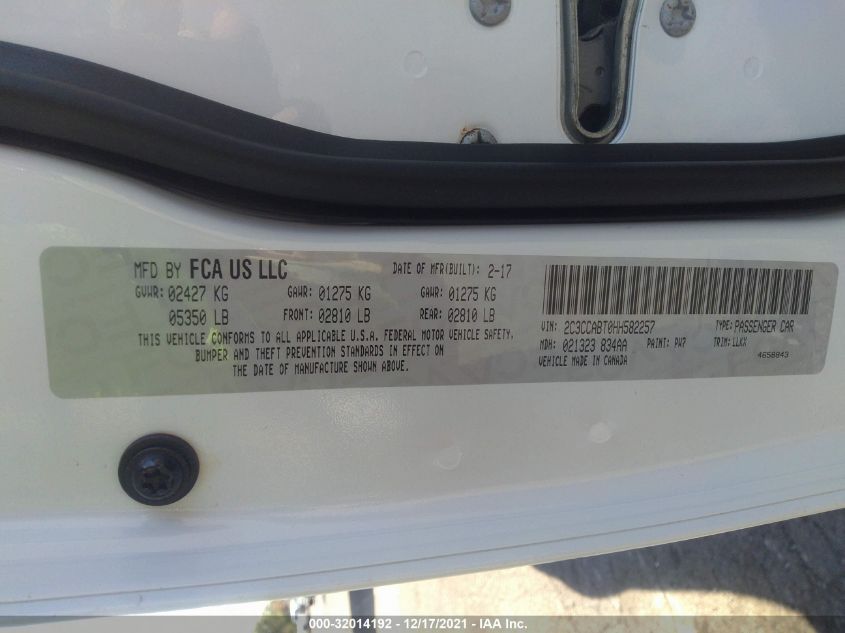 MFD BY FCA US LLC DATE OF MFR(BUILT): 2-17
GVWR: 02427 KG GAWR: 01275 KG GAWR: 01275 KG
05350 LB FRONT: 02810 LB REAR: 02810 LB
THIS VEHICLE CONFORMS TO ALL APPLICABLE U.S.A. FEDERAL MOTOR VEHICLE SAFETY,
BUMPER AND THEFT PREVENTION STANDARDS IN EFFECT ON
THE DATE OF MANUFACTURE SHOWN ABOVE.
VIN: 2C3CCABT0HH582257 TYPE: PASSENGER CAR
MDH: 021323 834AA PAINT: PW7 TRIM: LLKX
VEHICLE MADE IN CANADA 4658843
000-32014192 - 12/17/2021 - IAA Inc.